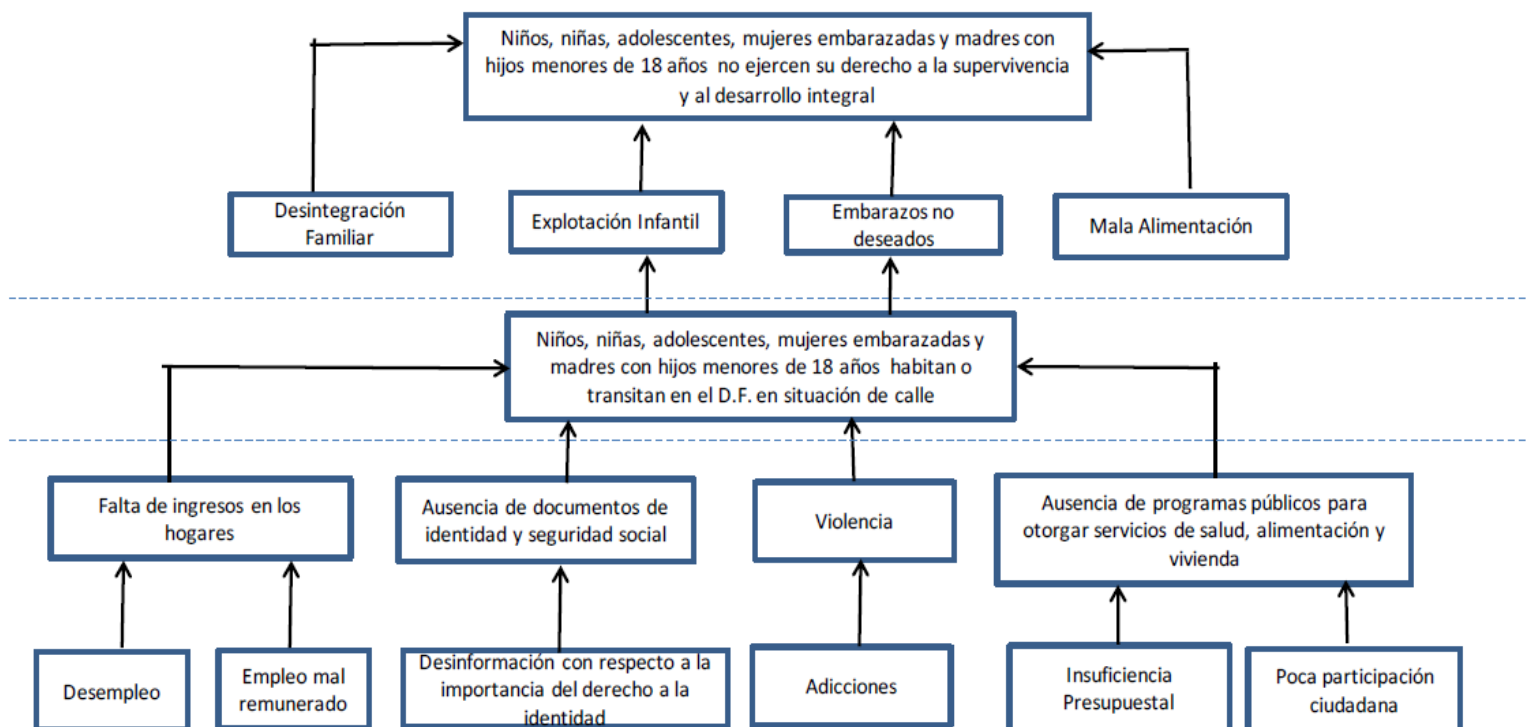 Niños, niñas, adolescentes, mujeres embarazadas y madres con
hijos menores de 18 años no ejercen su derecho a la supervivencia
y al desarrollo integral
Desintegración
Familiar
Explotación Infantil
Embarazos no
deseados
Mala Alimentación
Niños, niñas, adolescentes, mujeres embarazadas y
madres con hijos menores de 18 años habitan o
transitan en el D.F. en situación de calle
Falta de ingresos en los
hogares
Ausencia de documentos de
identidad y seguridad social
Violencia
Ausencia de programas públicos para
otorgar servicios de salud, alimentación y
vivienda
Desempleo
Empleo mal
remunerado
Desinformación con respecto a la
importancia del derecho a la
identidad
Adicciones
Insuficiencia
Presupuestal
Poca participación
ciudadana